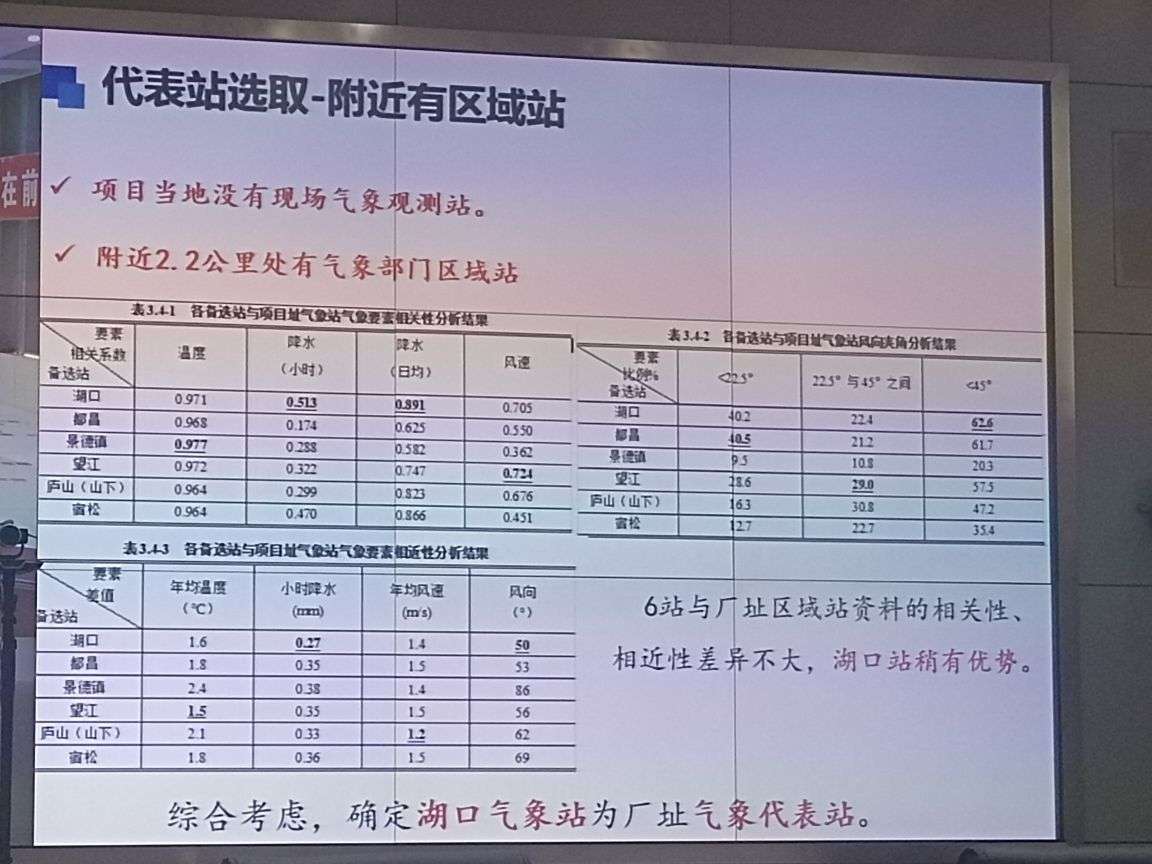 代表站选取-附近有区域站
在前
✓ 项目当地没有现场气象观测站。
✓ 附近2.2公里处有气象部门区域站
表3.4-1 各备选站与项目址气象站气象要素相关性分析结果
要素 相关系数 备选站 温度 降水（小时） 降水（日均） 风速
湖口 0.971 0.513 0.891 0.705
都昌 0.968 0.174 0.625 0.550
景德镇 0.977 0.288 0.582 0.362
望江 0.972 0.322 0.747 0.724
庐山（山下） 0.964 0.299 0.823 0.676
宿松 0.964 0.470 0.866 0.451
表3.4-2 各备选站与项目址气象站风向夹角分析结果
要素 比例% 备选站 <22.5° 22.5°与45°之间 <45°
湖口 40.2 22.4 62.6
都昌 40.5 21.2 61.7
景德镇 9.5 10.8 20.3
望江 28.6 29.0 57.5
庐山（山下） 16.3 30.8 47.2
宿松 12.7 22.7 35.4
表3.4-3 各备选站与项目址气象站气象要素相近性分析结果
要素 差值 备选站 年均温度（℃） 小时降水(mm) 年均风速(m/s) 风向(°)
湖口 1.6 0.27 1.4 50
都昌 1.8 0.35 1.5 53
景德镇 2.4 0.38 1.4 86
望江 1.5 0.35 1.5 56
庐山（山下） 2.1 0.33 1.2 62
宿松 1.8 0.36 1.5 69
6站与厂址区域站资料的相关性、
相近性差异不大，湖口站稍有优势。
综合考虑，确定湖口气象站为厂址气象代表站。